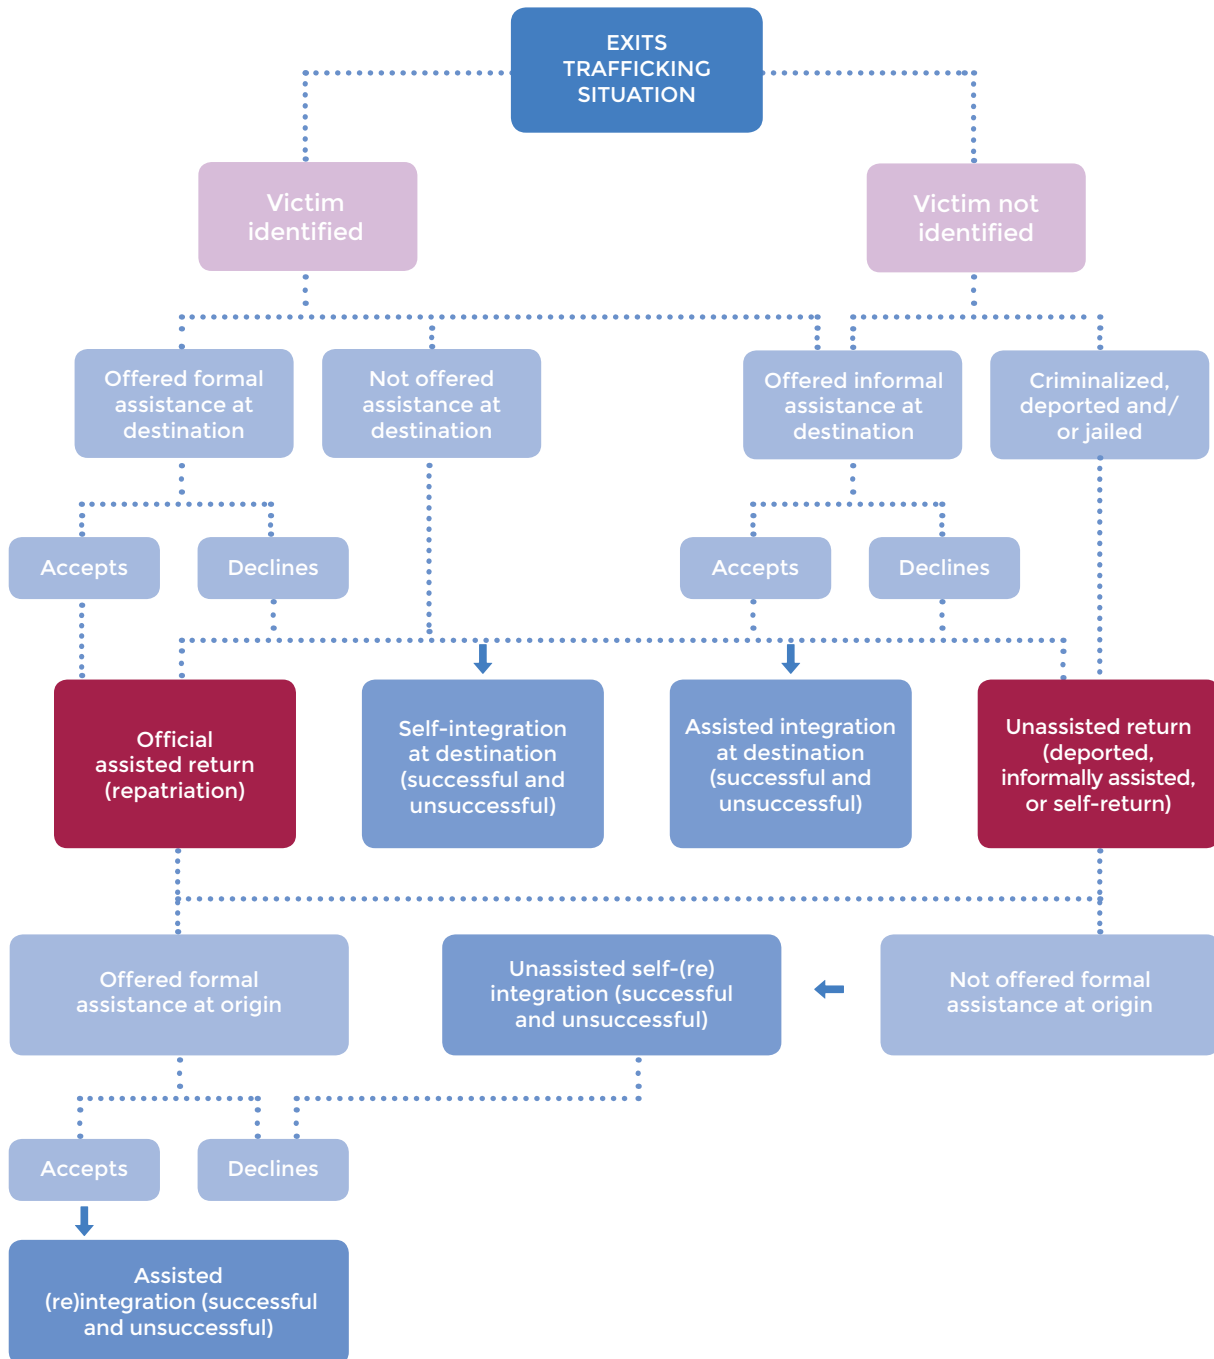 EXITS
TRAFFICKING
SITUATION
Victim
identified
Victim not
identified
Offered formal
assistance at
destination
Not offered
assistance at
destination
Offered informal
assistance at
destination
Criminalized,
deported and/
or jailed
Accepts
Declines
Accepts
Declines
Official
assisted return
(repatriation)
Self-integration
at destination
(successful and
unsuccessful)
Assisted integration
at destination
(successful and
unsuccessful)
Unassisted return
(deported,
informally assisted,
or self-return)
Offered formal
assistance at origin
Unassisted self-(re)
integration (successful
and unsuccessful)
Not offered formal
assistance at origin
Accepts
Declines
Assisted
(re)integration (successful
and unsuccessful)